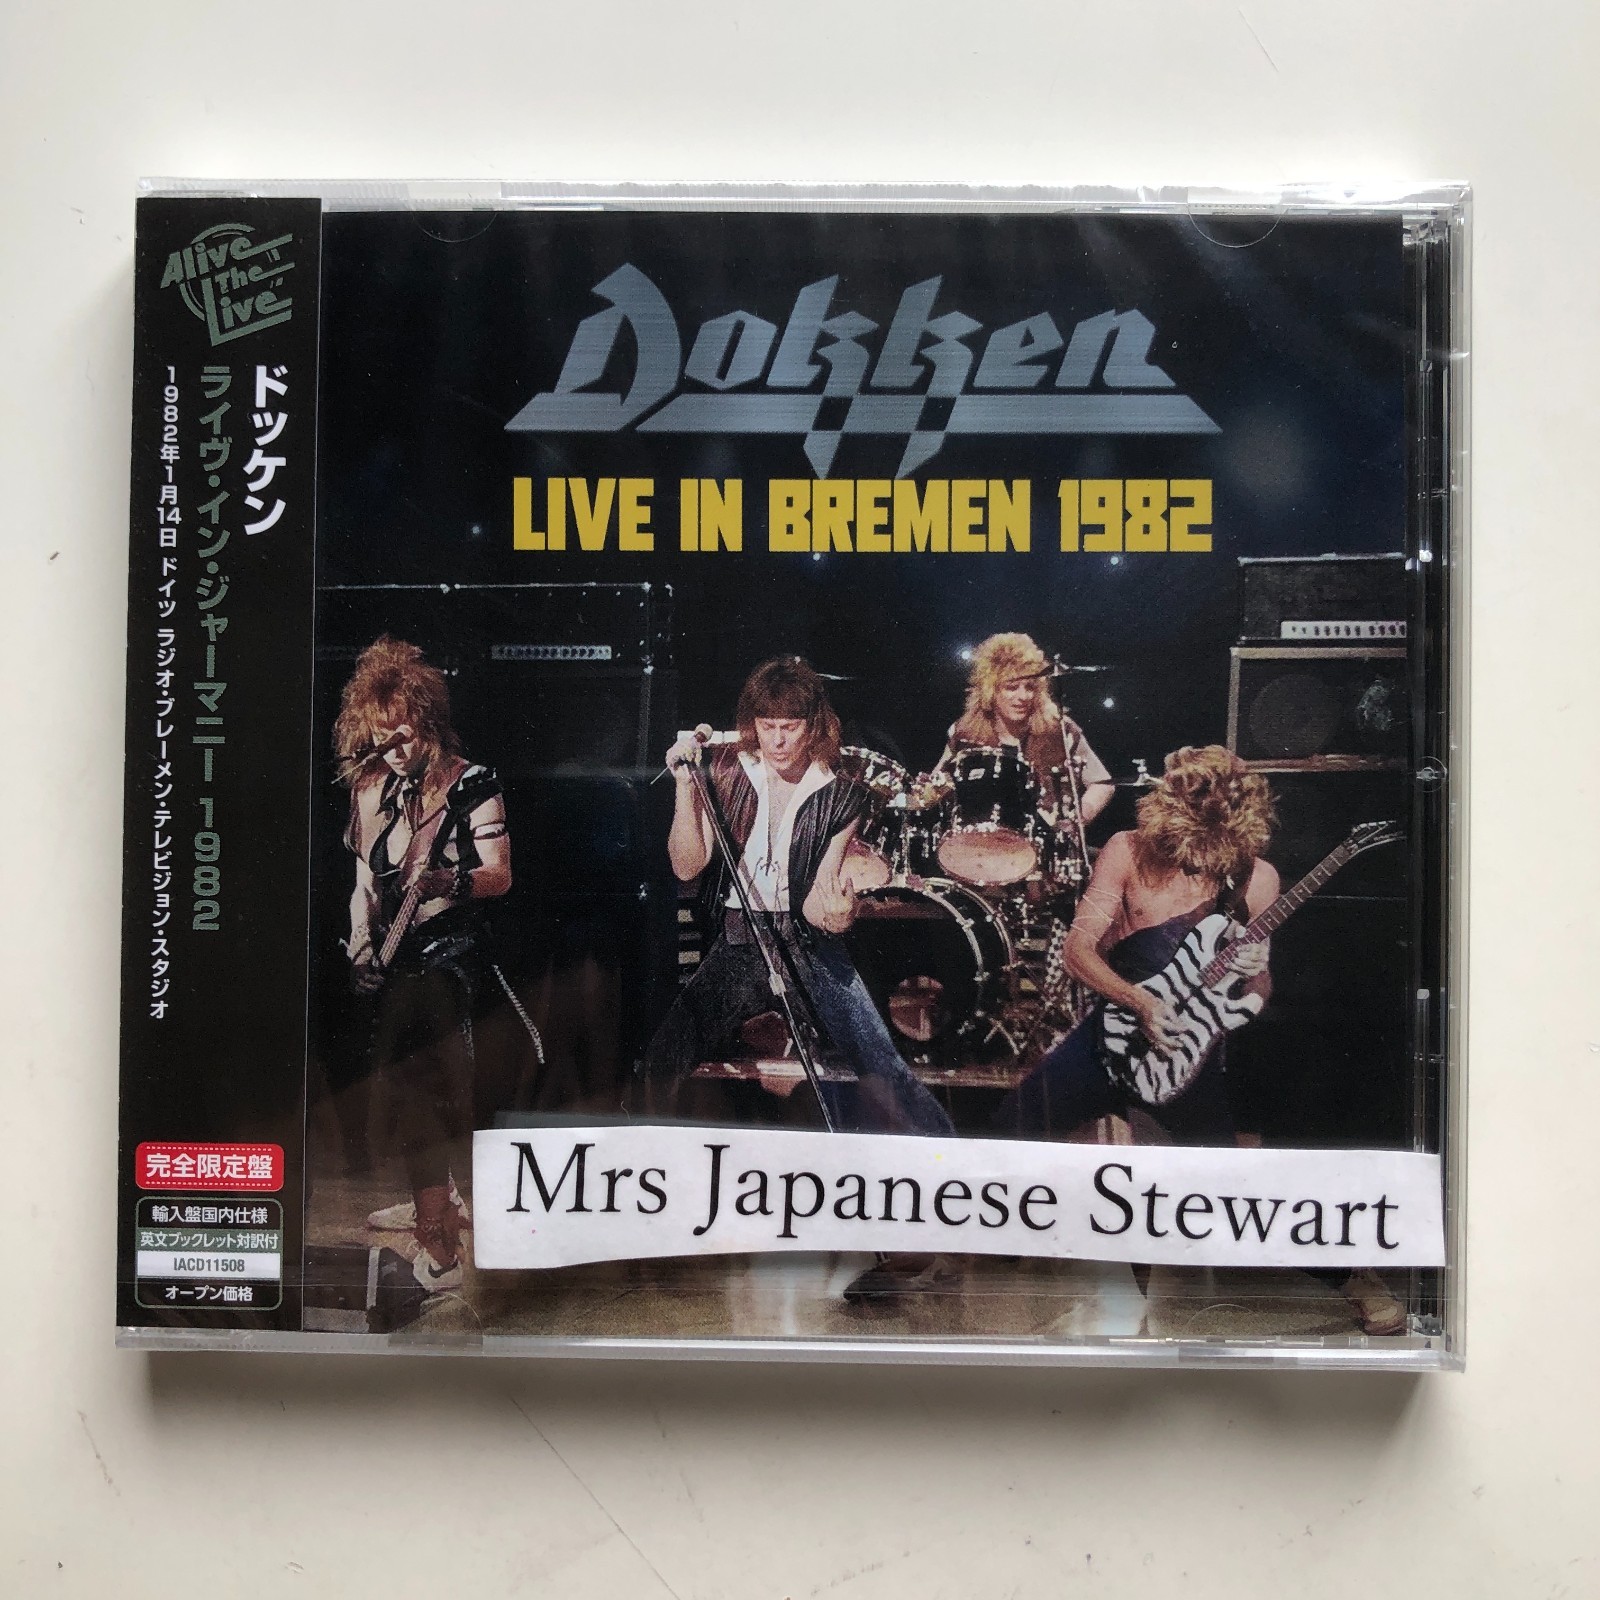 Alive
The
Live
ドッケン
ライヴ・イン・ジャーマニー 1982
1982年1月14日 ドイツ ラジオ・ブレーメン・テレビジョン・スタジオ
完全限定盤
輸入盤国内仕様
英文ブックレット対訳付
IACD11508
オープン価格
Dokken
LIVE IN BREMEN 1982
Mrs Japanese Stewart